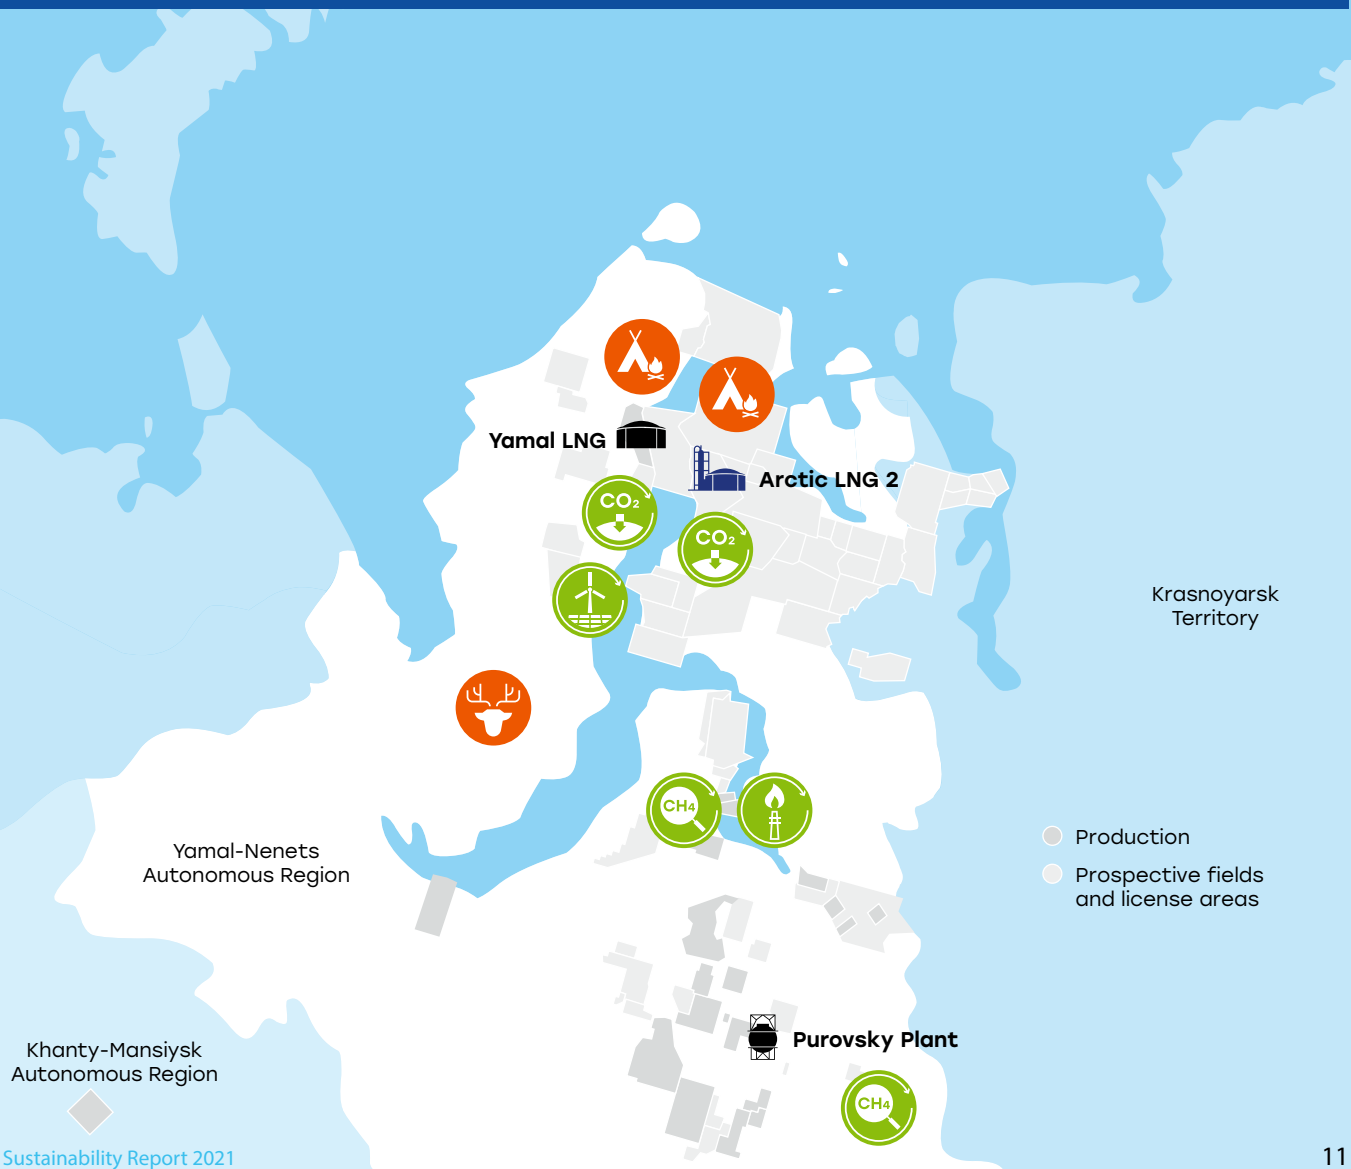 Yamal LNG
Arctic LNG 2
CO₂
CO₂
Krasnoyarsk
Territory
CH₄
Yamal-Nenets
Autonomous Region
Production
Prospective fields
and license areas
Purovsky Plant
Khanty-Mansiysk
Autonomous Region
CH₄
Sustainability Report 2021
11